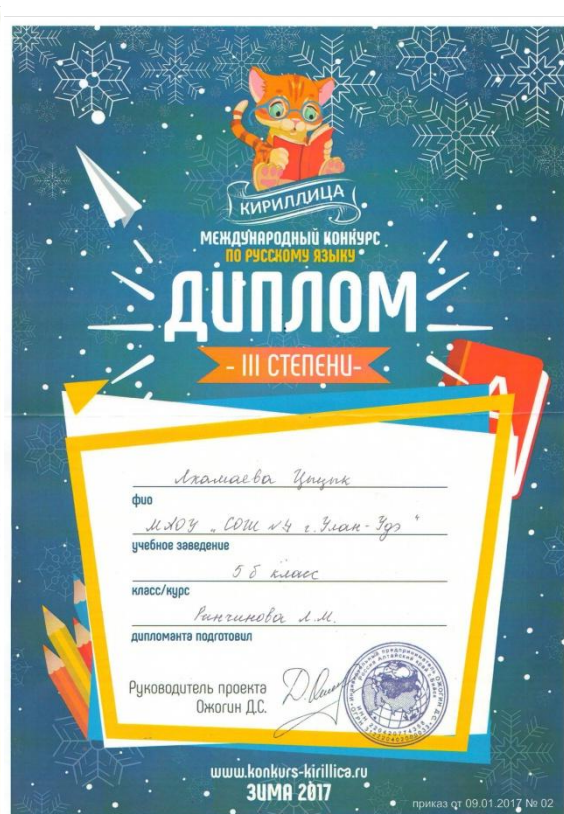 КИРИЛЛИЦА
МЕЖДУНАРОДНЫЙ КОНКУРС
ПО РУССКОМУ ЯЗЫКУ
ДИПЛОМ
- III СТЕПЕНИ-
А
Лхамаева Цыцык
фио
МАОУ „СОШ №4 г. Улан-Удэ"
учебное заведение
5 б класс
класс/курс
Ринчинова Л.М.
дипломанта подготовил
Руководитель проекта
Ожогин Д.С.
www.konkurs-kirillica.ru
ЗИМА 2017
приказ от 09.01.2017 № 02